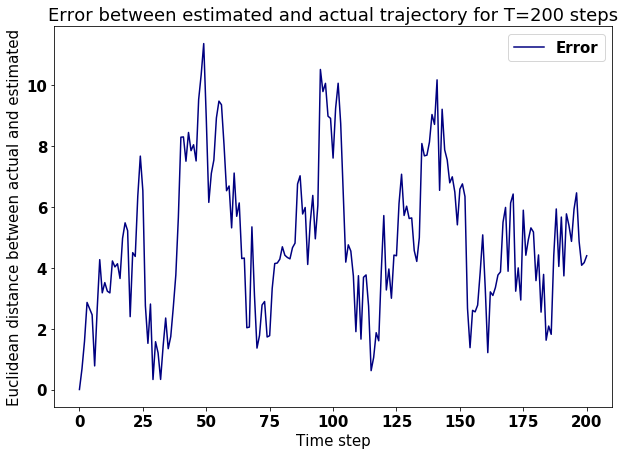 Error between estimated and actual trajectory for T=200 steps
Error
Euclidean distance between actual and estimated
10
8
6
4
2
0
0 25 50 75 100 125 150 175 200
Time step